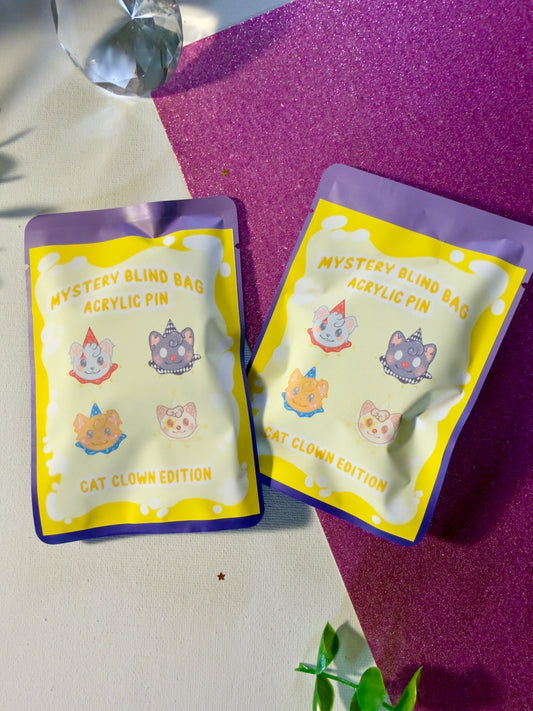 MYSTERY BLIND BAG
ACRYLIC PIN
CAT CLOWN EDITION
MYSTERY BLIND BAG
ACRYLIC PIN
CAT CLOWN EDITION